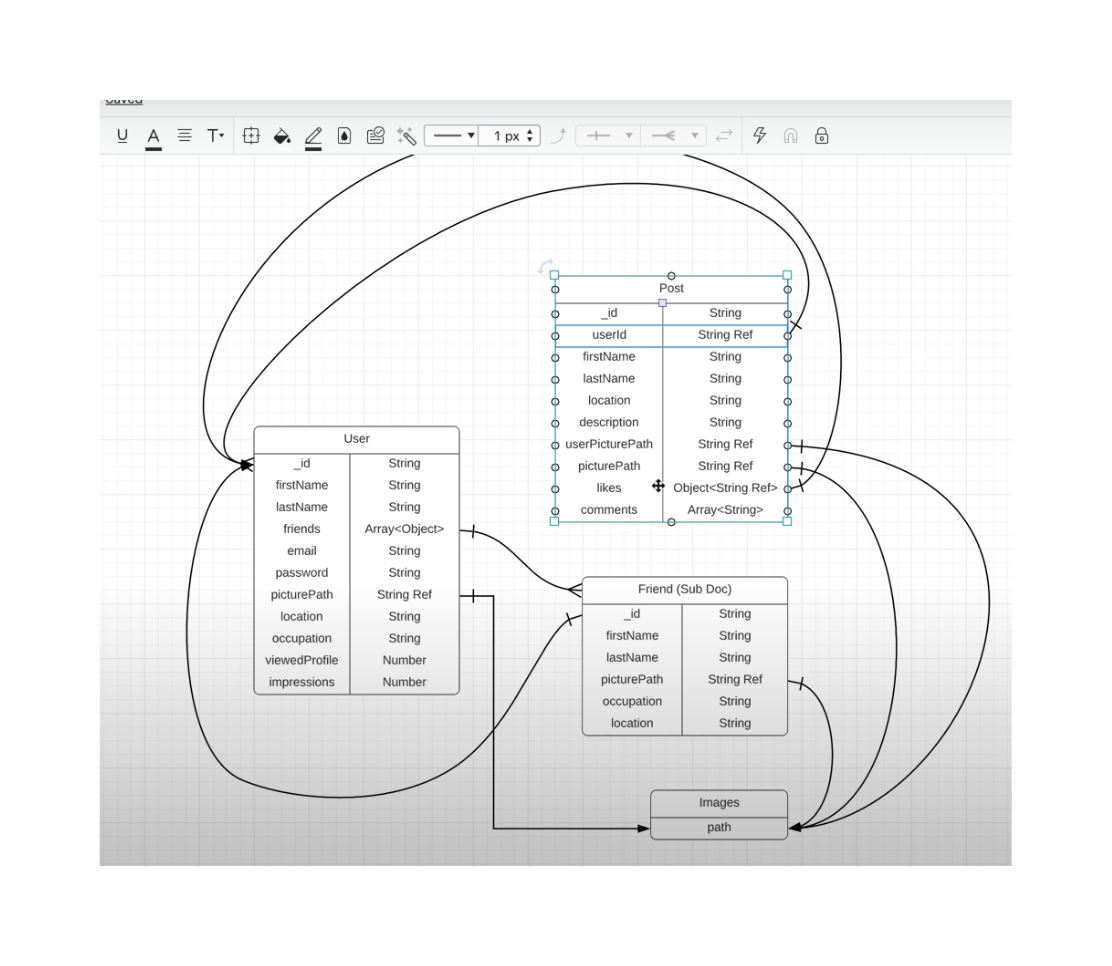 Saved
U A T 1 px
Post
_id String
userId String Ref
firstName String
lastName String
location String
description String
userPicturePath String Ref
picturePath String Ref
likes Object<String Ref>
comments Array<String>
User
_id String
firstName String
lastName String
friends Array<Object>
email String
password String
picturePath String Ref
location String
occupation String
viewedProfile Number
impressions Number
Friend (Sub Doc)
_id String
firstName String
lastName String
picturePath String Ref
occupation String
location String
Images
path